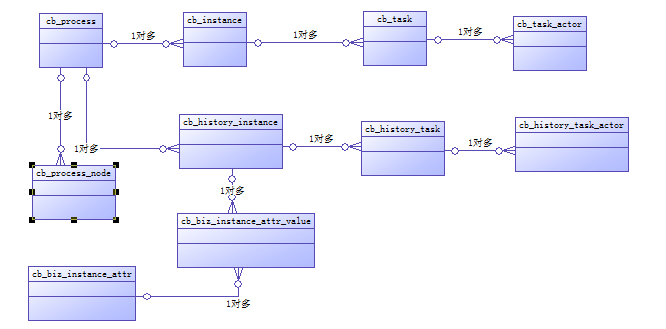 cb_process
cb_instance
cb_task
cb_task_actor
1对多
1对多
1对多
1对多
cb_history_instance
cb_history_task
cb_history_task_actor
1对多
1对多
1对多
cb_process_node
1对多
cb_biz_instance_attr_value
cb_biz_instance_attr
1对多